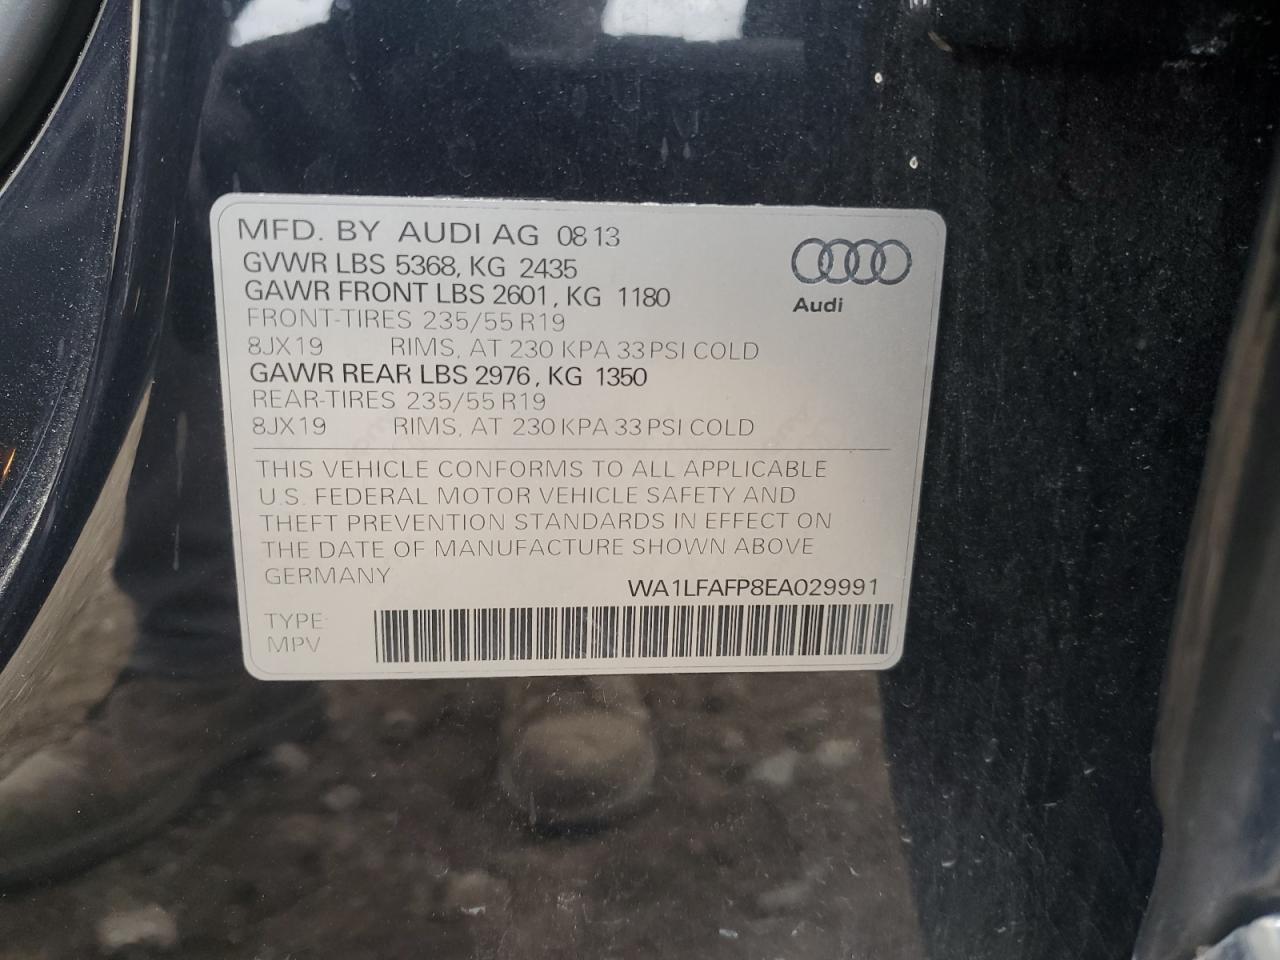 MFD. BY AUDI AG 08 13
GVWR LBS 5368, KG 2435
GAWR FRONT LBS 2601, KG 1180
FRONT-TIRES 235/55 R19
8JX19 RIMS, AT 230 KPA 33 PSI COLD
GAWR REAR LBS 2976, KG 1350
REAR-TIRES 235/55 R19
8JX19 RIMS, AT 230 KPA 33 PSI COLD
Audi
THIS VEHICLE CONFORMS TO ALL APPLICABLE
U.S. FEDERAL MOTOR VEHICLE SAFETY AND
THEFT PREVENTION STANDARDS IN EFFECT ON
THE DATE OF MANUFACTURE SHOWN ABOVE
GERMANY
WA1LFAFP8EA029991
TYPE:
MPV